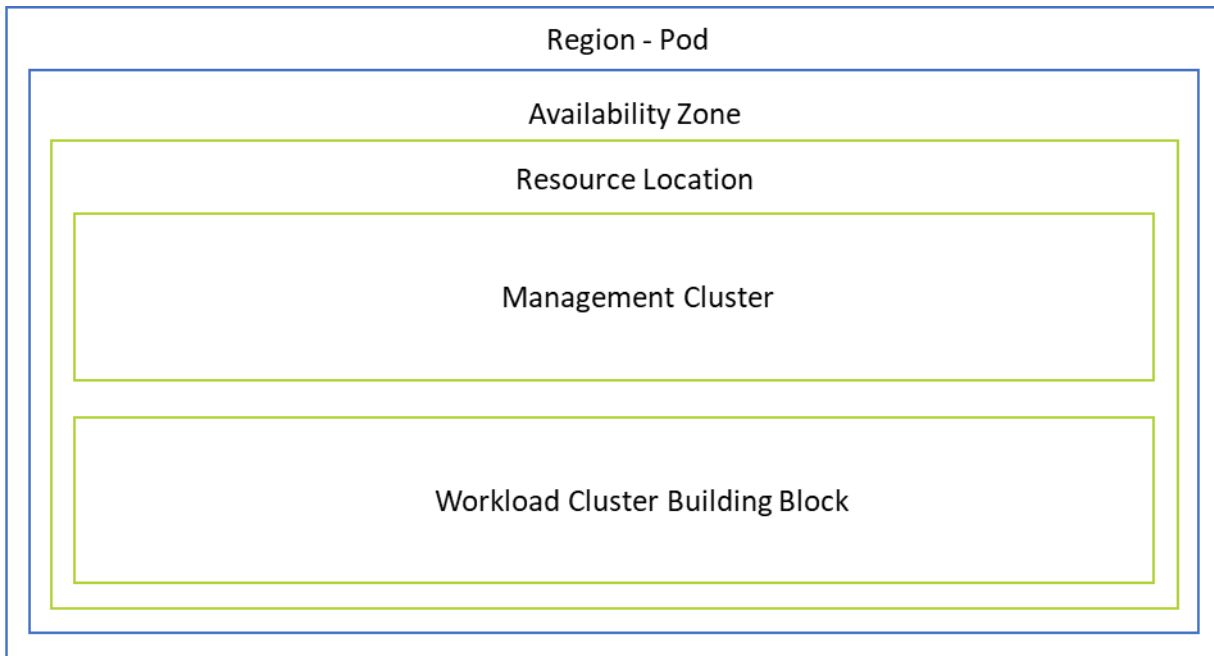 Region - Pod
Availability Zone
Resource Location
Management Cluster
Workload Cluster Building Block